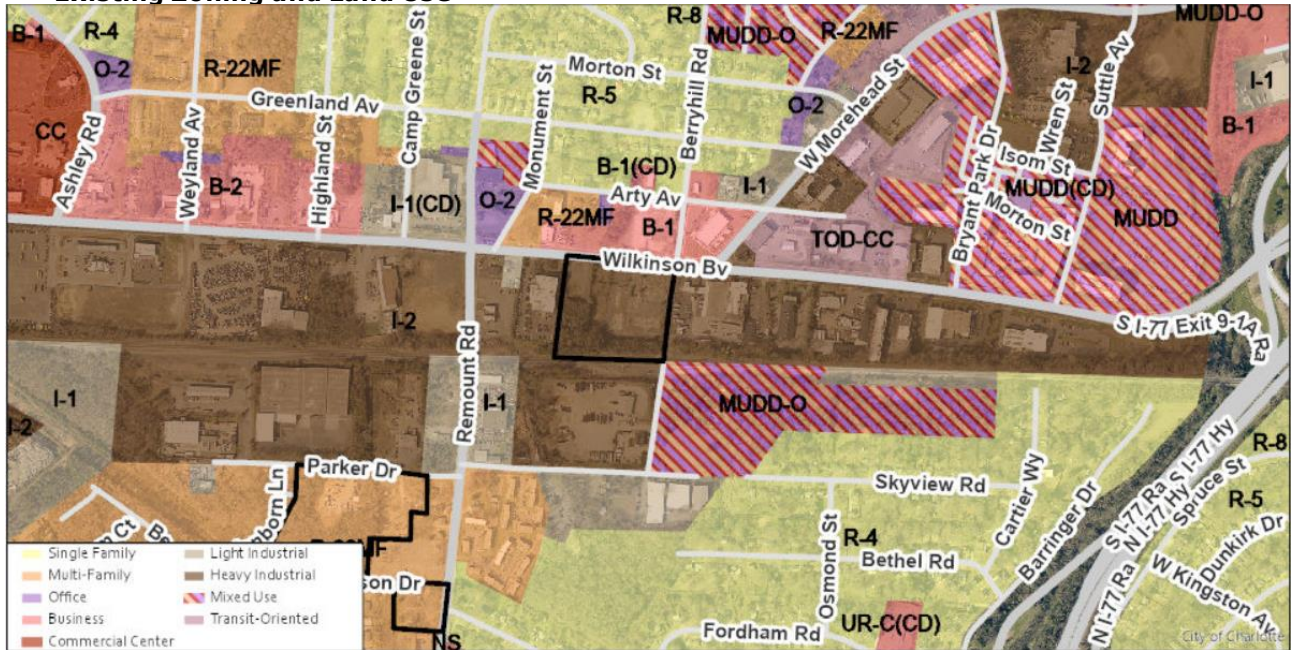 Existing Zoning and Land Use
B-1
R-4
O-2
R-22MF
Camp Greene St
R-8
MUDD-O
R-22MF
MUDD-O
I-2
Suttle Av
Wren St
I-1
B-1
Morton St
R-5
Monument St
Berryhill Rd
O-2
W Morehead St
Greenland Av
CC
Ashley Rd
Weyland Av
B-2
Highland St
I-1(CD)
O-2
B-1(CD)
Arty Av
I-1
R-22MF
B-1
Bryant Park Dr
Isom St
MUDD(CD)
Morton St
MUDD
TOD-CC
Wilkinson Bv
I-2
S I-77 Exit 9-1A Ra
I-1
I-2
Remount Rd
I-1
MUDD-O
Parker Dr
Skyview Rd
Cartier Wy
Barringer Dr
S I-77 Ra
S I-77 Hy
N I-77 Hy
Spruce St
R-8
R-5
Dunkirk Dr
W Kingston Av
N I-77 Ra
R-4
Bethel Rd
Osmond St
Fordham Rd
UR-C(CD)
NS
Single Family
Multi-Family
Office
Business
Commercial Center
Light Industrial
Heavy Industrial
Mixed Use
Transit-Oriented
City of Charlotte